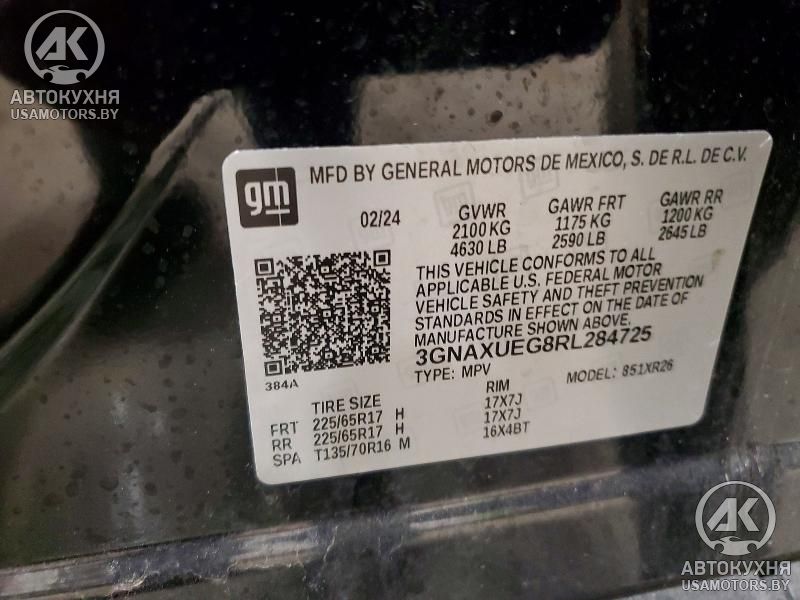 АВТОКУХНЯ
USAMOTORS.BY
gm
MFD BY GENERAL MOTORS DE MEXICO, S. DE R.L. DE C.V.
02/24 GVWR GAWR FRT GAWR RR
2100 KG 1175 KG 1200 KG
4630 LB 2590 LB 2645 LB
THIS VEHICLE CONFORMS TO ALL
APPLICABLE U.S. FEDERAL MOTOR
VEHICLE SAFETY AND THEFT PREVENTION
STANDARDS IN EFFECT ON THE DATE OF
MANUFACTURE SHOWN ABOVE.
3GNAXUEG8RL284725
TYPE: MPV MODEL: 851XR26
384A
TIRE SIZE RIM
FRT 225/65R17 H 17X7J
RR 225/65R17 H 17X7J
SPA T135/70R16 M 16X4BT
АК
АВТОКУХНЯ
USAMOTORS.BY